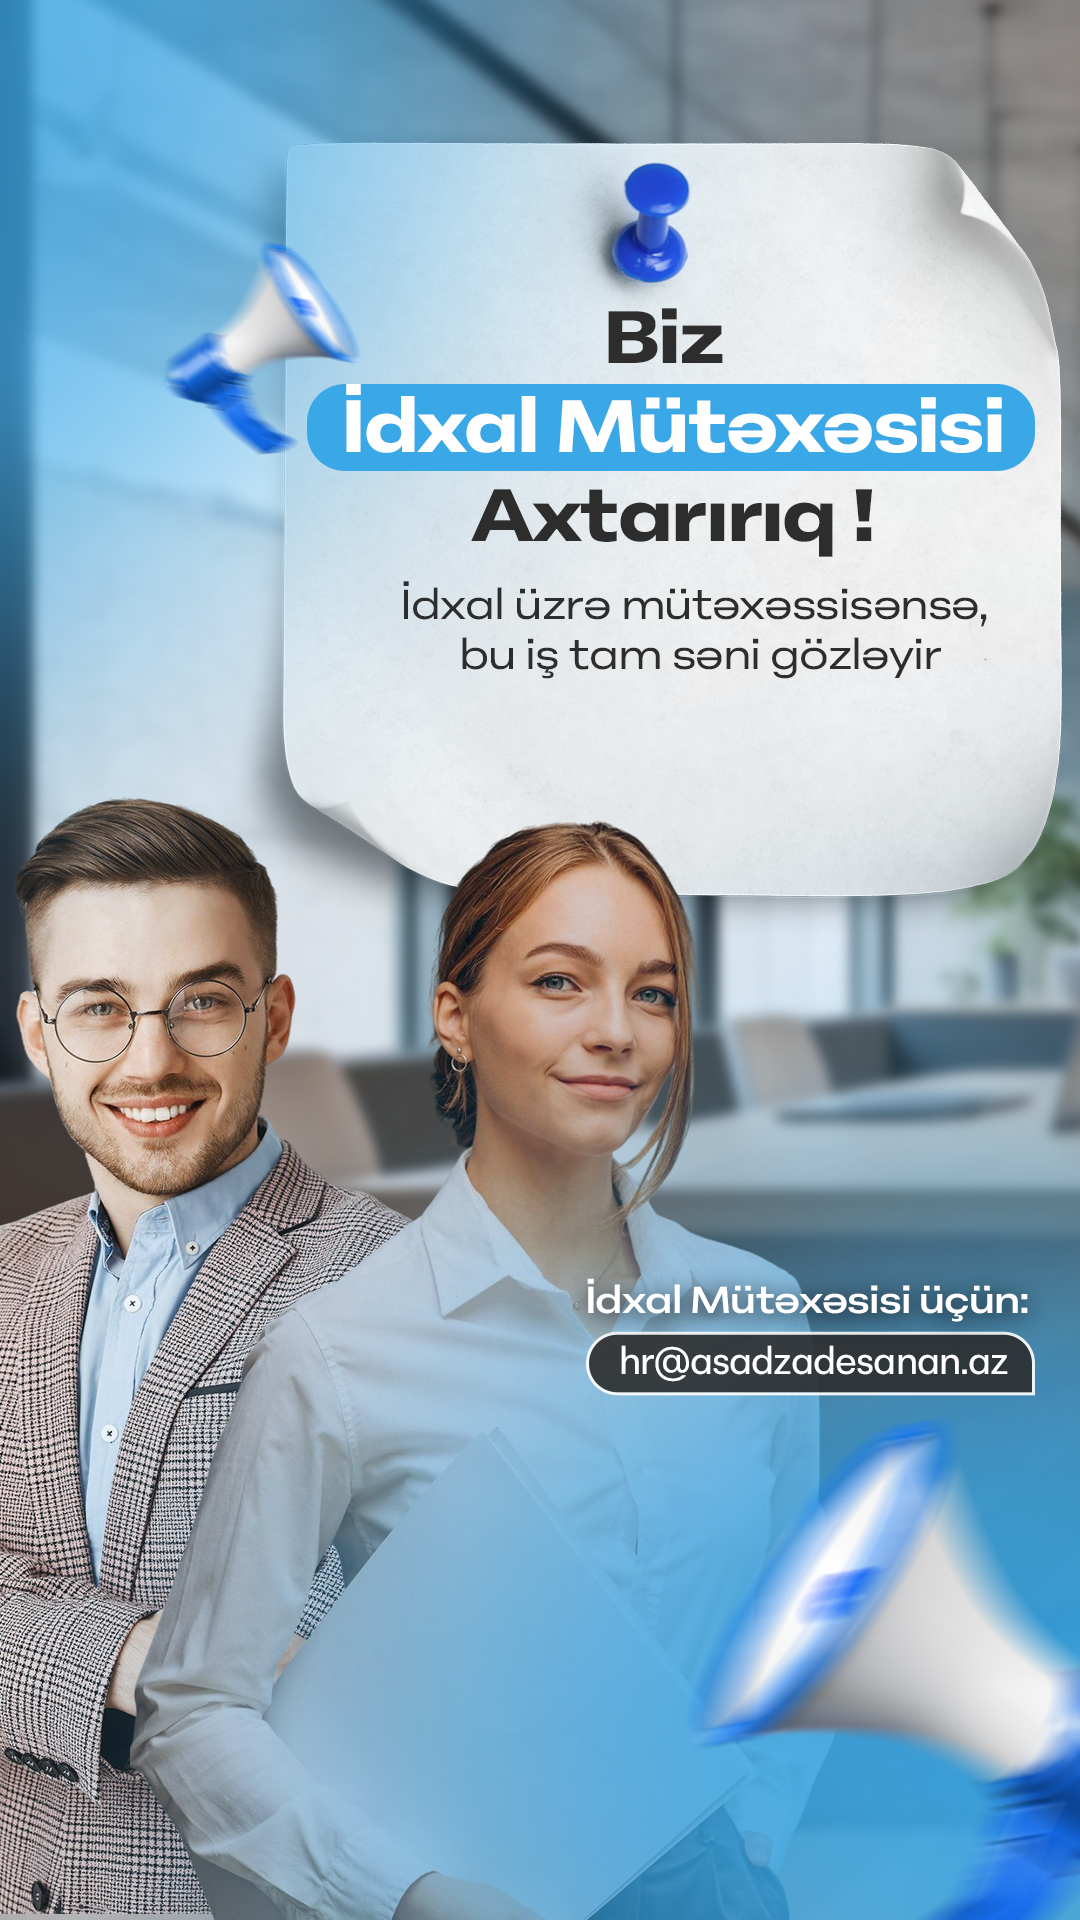 Biz
İdxal Mütəxəsisi
Axtarırıq !
İdxal üzrə mütəxəssisənsə,
bu iş tam səni gözləyir
İdxal Mütəxəsisi üçün:
hr@asadzadesanan.az